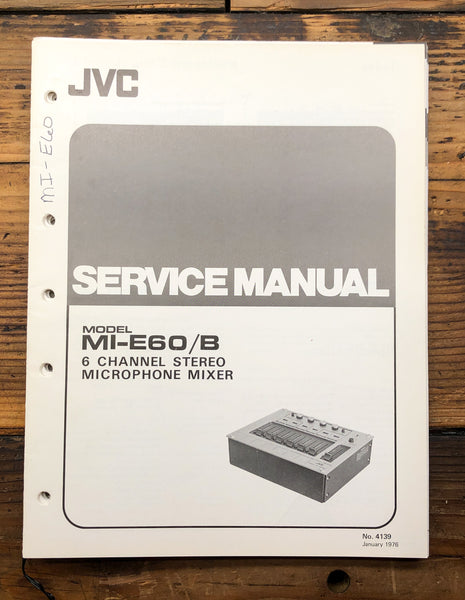 JVC
MI-E60
SERVICE MANUAL
MODEL
MI-E60/B
6 CHANNEL STEREO
MICROPHONE MIXER
No. 4139
January 1976